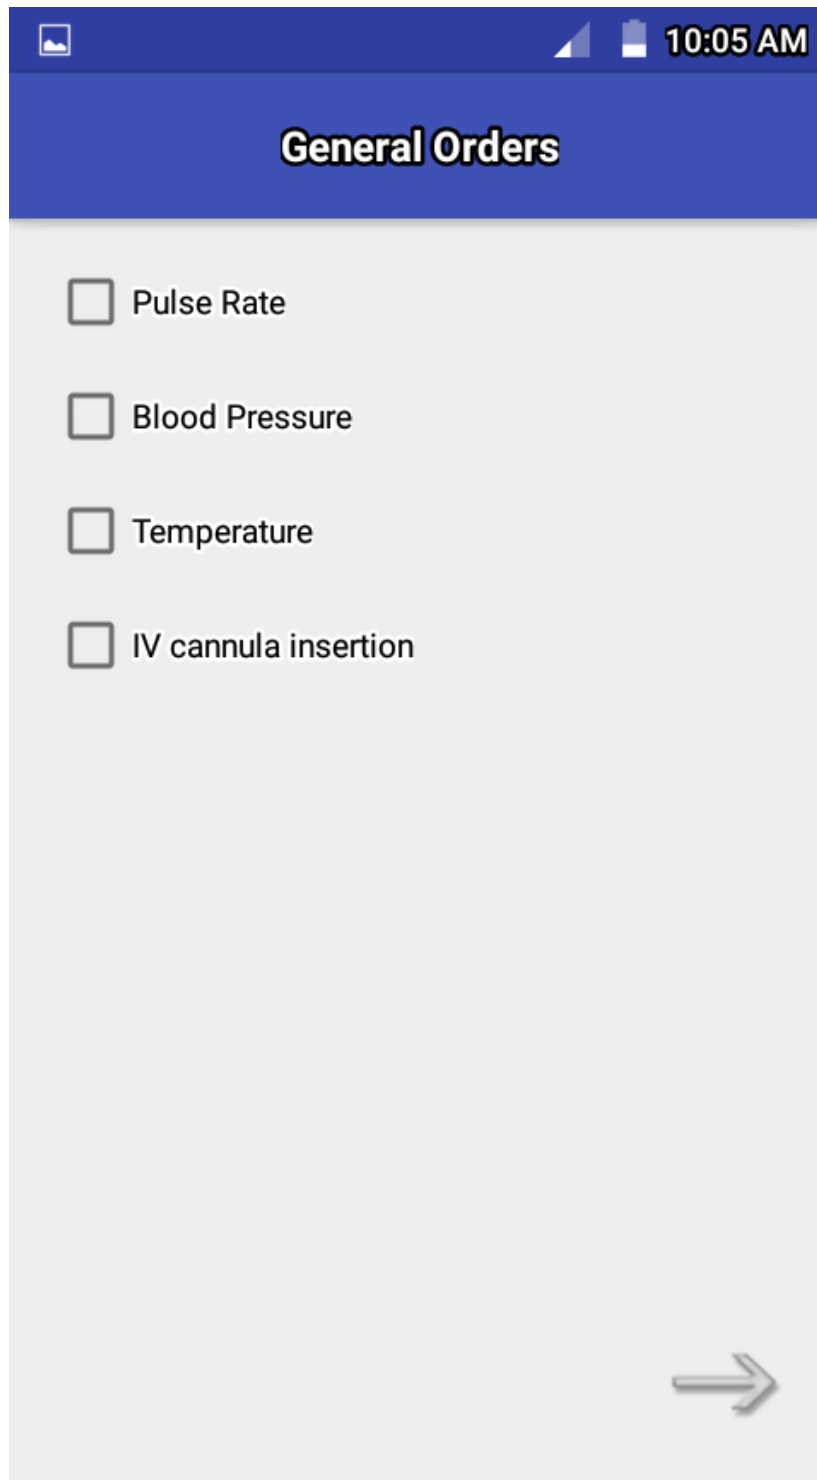 10:05 AM
General Orders
Pulse Rate
Blood Pressure
Temperature
IV cannula insertion